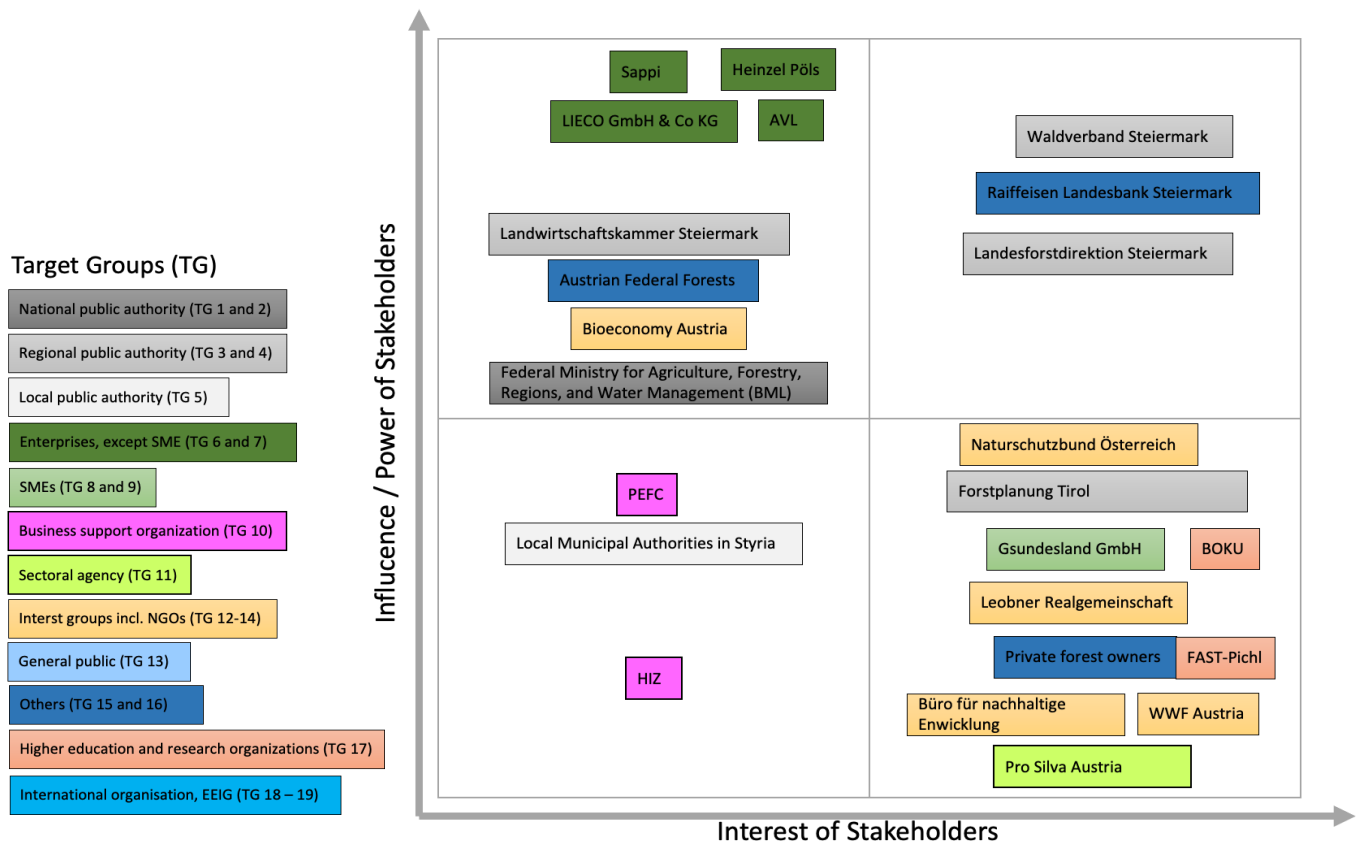 Target Groups (TG)
National public authority (TG 1 and 2)
Regional public authority (TG 3 and 4)
Local public authority (TG 5)
Enterprises, except SME (TG 6 and 7)
SMEs (TG 8 and 9)
Business support organization (TG 10)
Sectoral agency (TG 11)
Interst groups incl. NGOs (TG 12-14)
General public (TG 13)
Others (TG 15 and 16)
Higher education and research organizations (TG 17)
International organisation, EEIG (TG 18 – 19)
Influcence / Power of Stakeholders
Sappi
Heinzel Pöls
LIECO GmbH & Co KG
AVL
Landwirtschaftskammer Steiermark
Austrian Federal Forests
Bioeconomy Austria
Federal Ministry for Agriculture, Forestry,
Regions, and Water Management (BML)
Waldverband Steiermark
Raiffeisen Landesbank Steiermark
Landesforstdirektion Steiermark
PEFC
Local Municipal Authorities in Styria
HIZ
Naturschutzbund Österreich
Forstplanung Tirol
Gsundesland GmbH
BOKU
Leobner Realgemeinschaft
Private forest owners
FAST-Pichl
Büro für nachhaltige
Enwicklung
WWF Austria
Pro Silva Austria
Interest of Stakeholders